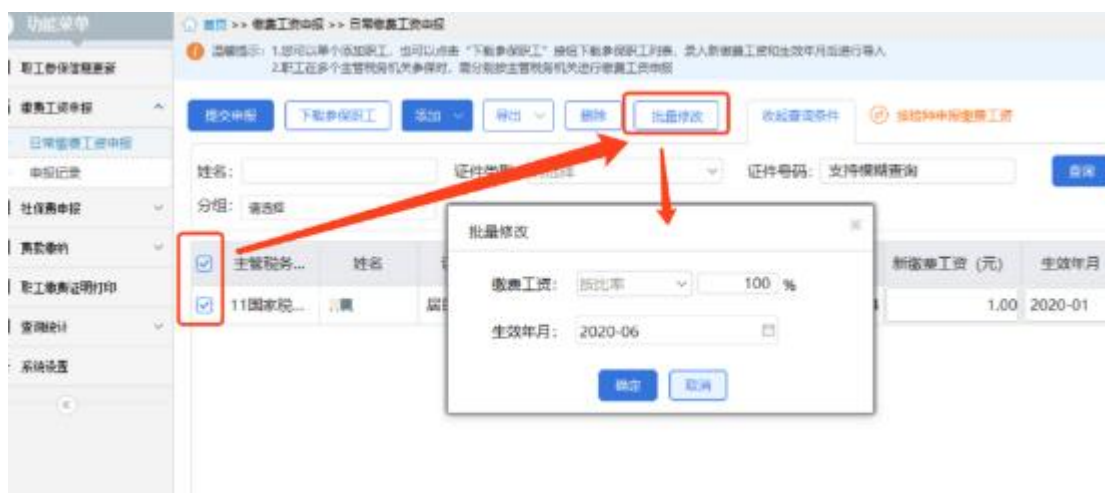 功能菜单
首页 >> 缴费工资申报 >> 日常缴费工资申报
温馨提示：1.您可以单个添加职工，也可以点击“下载参保职工”按钮下载参保职工列表，录入新缴费工资和生效年月后进行导入
2.职工在多个主管税务机关参保时，需分别按主管税务机关进行缴费工资申报
职工参保信息更新
缴费工资申报
日常缴费工资申报
申报记录
社保费申报
费款缴纳
职工缴费证明打印
查询统计
系统设置
提交申报 下载参保职工 添加 导出 删除 批量修改 收起查询条件 按险种申报缴费工资
姓名： 证件类型： 证件号码： 支持模糊查询 查询
分组： 请选择
主管税务... 姓名 新缴费工资（元） 生效年月
11国家税... 居民 1.00 2020-01
批量修改
缴费工资： 按比率 100 %
生效年月： 2020-06
确定 取消